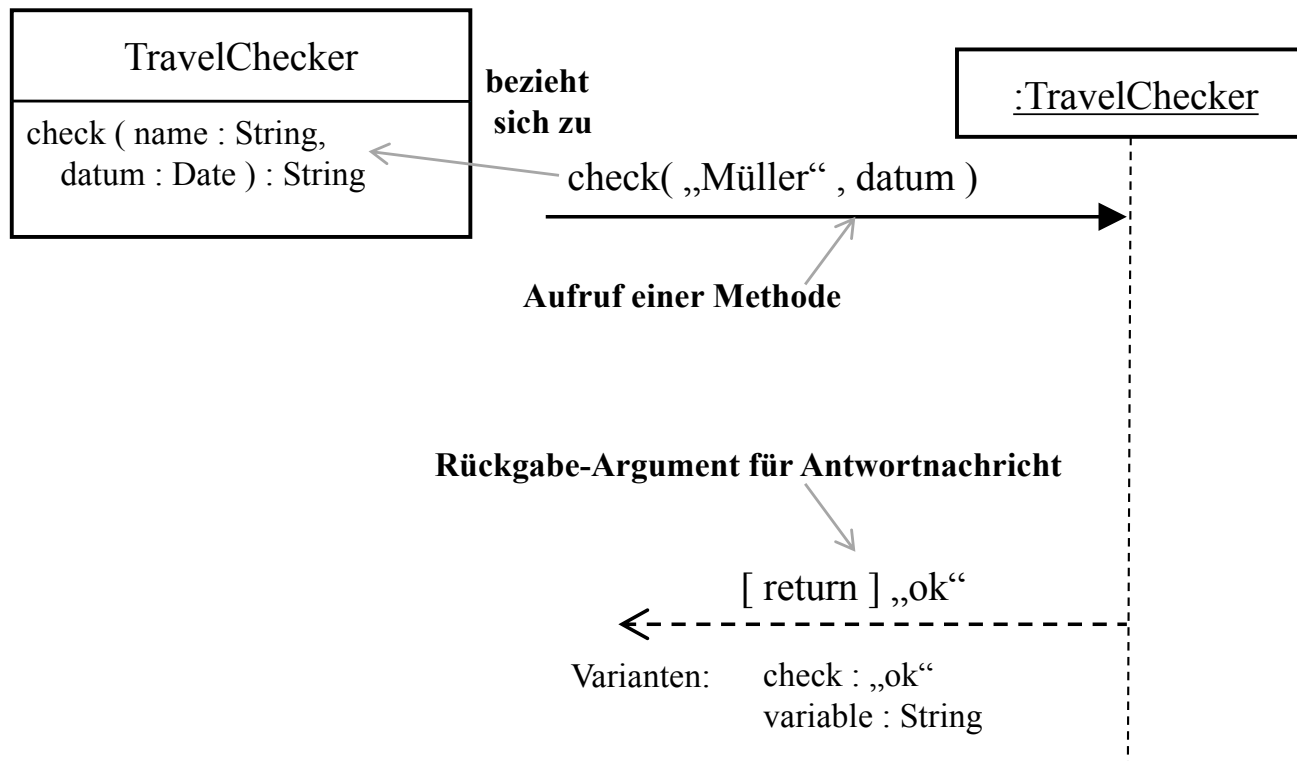 TravelChecker
check ( name : String,
datum : Date ) : String
bezieht
sich zu
:TravelChecker
check( „Müller“ , datum )
Aufruf einer Methode
Rückgabe-Argument für Antwortnachricht
[ return ] „ok“
Varianten: check : „ok“
variable : String